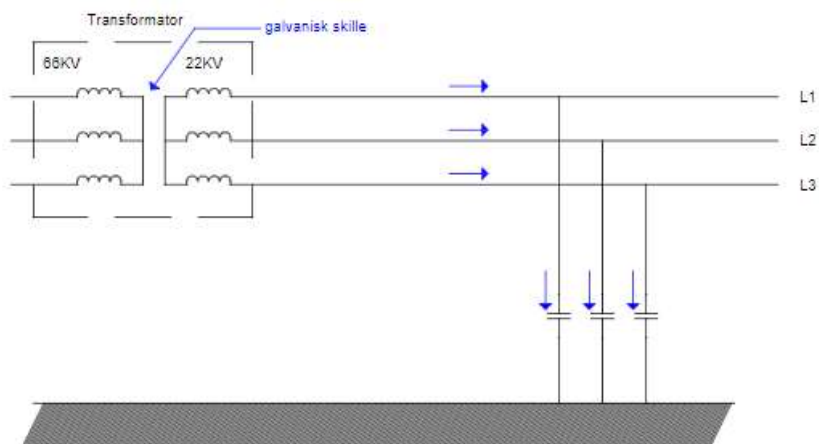 Transformator
galvanisk skille
66KV
22KV
L1
L2
L3